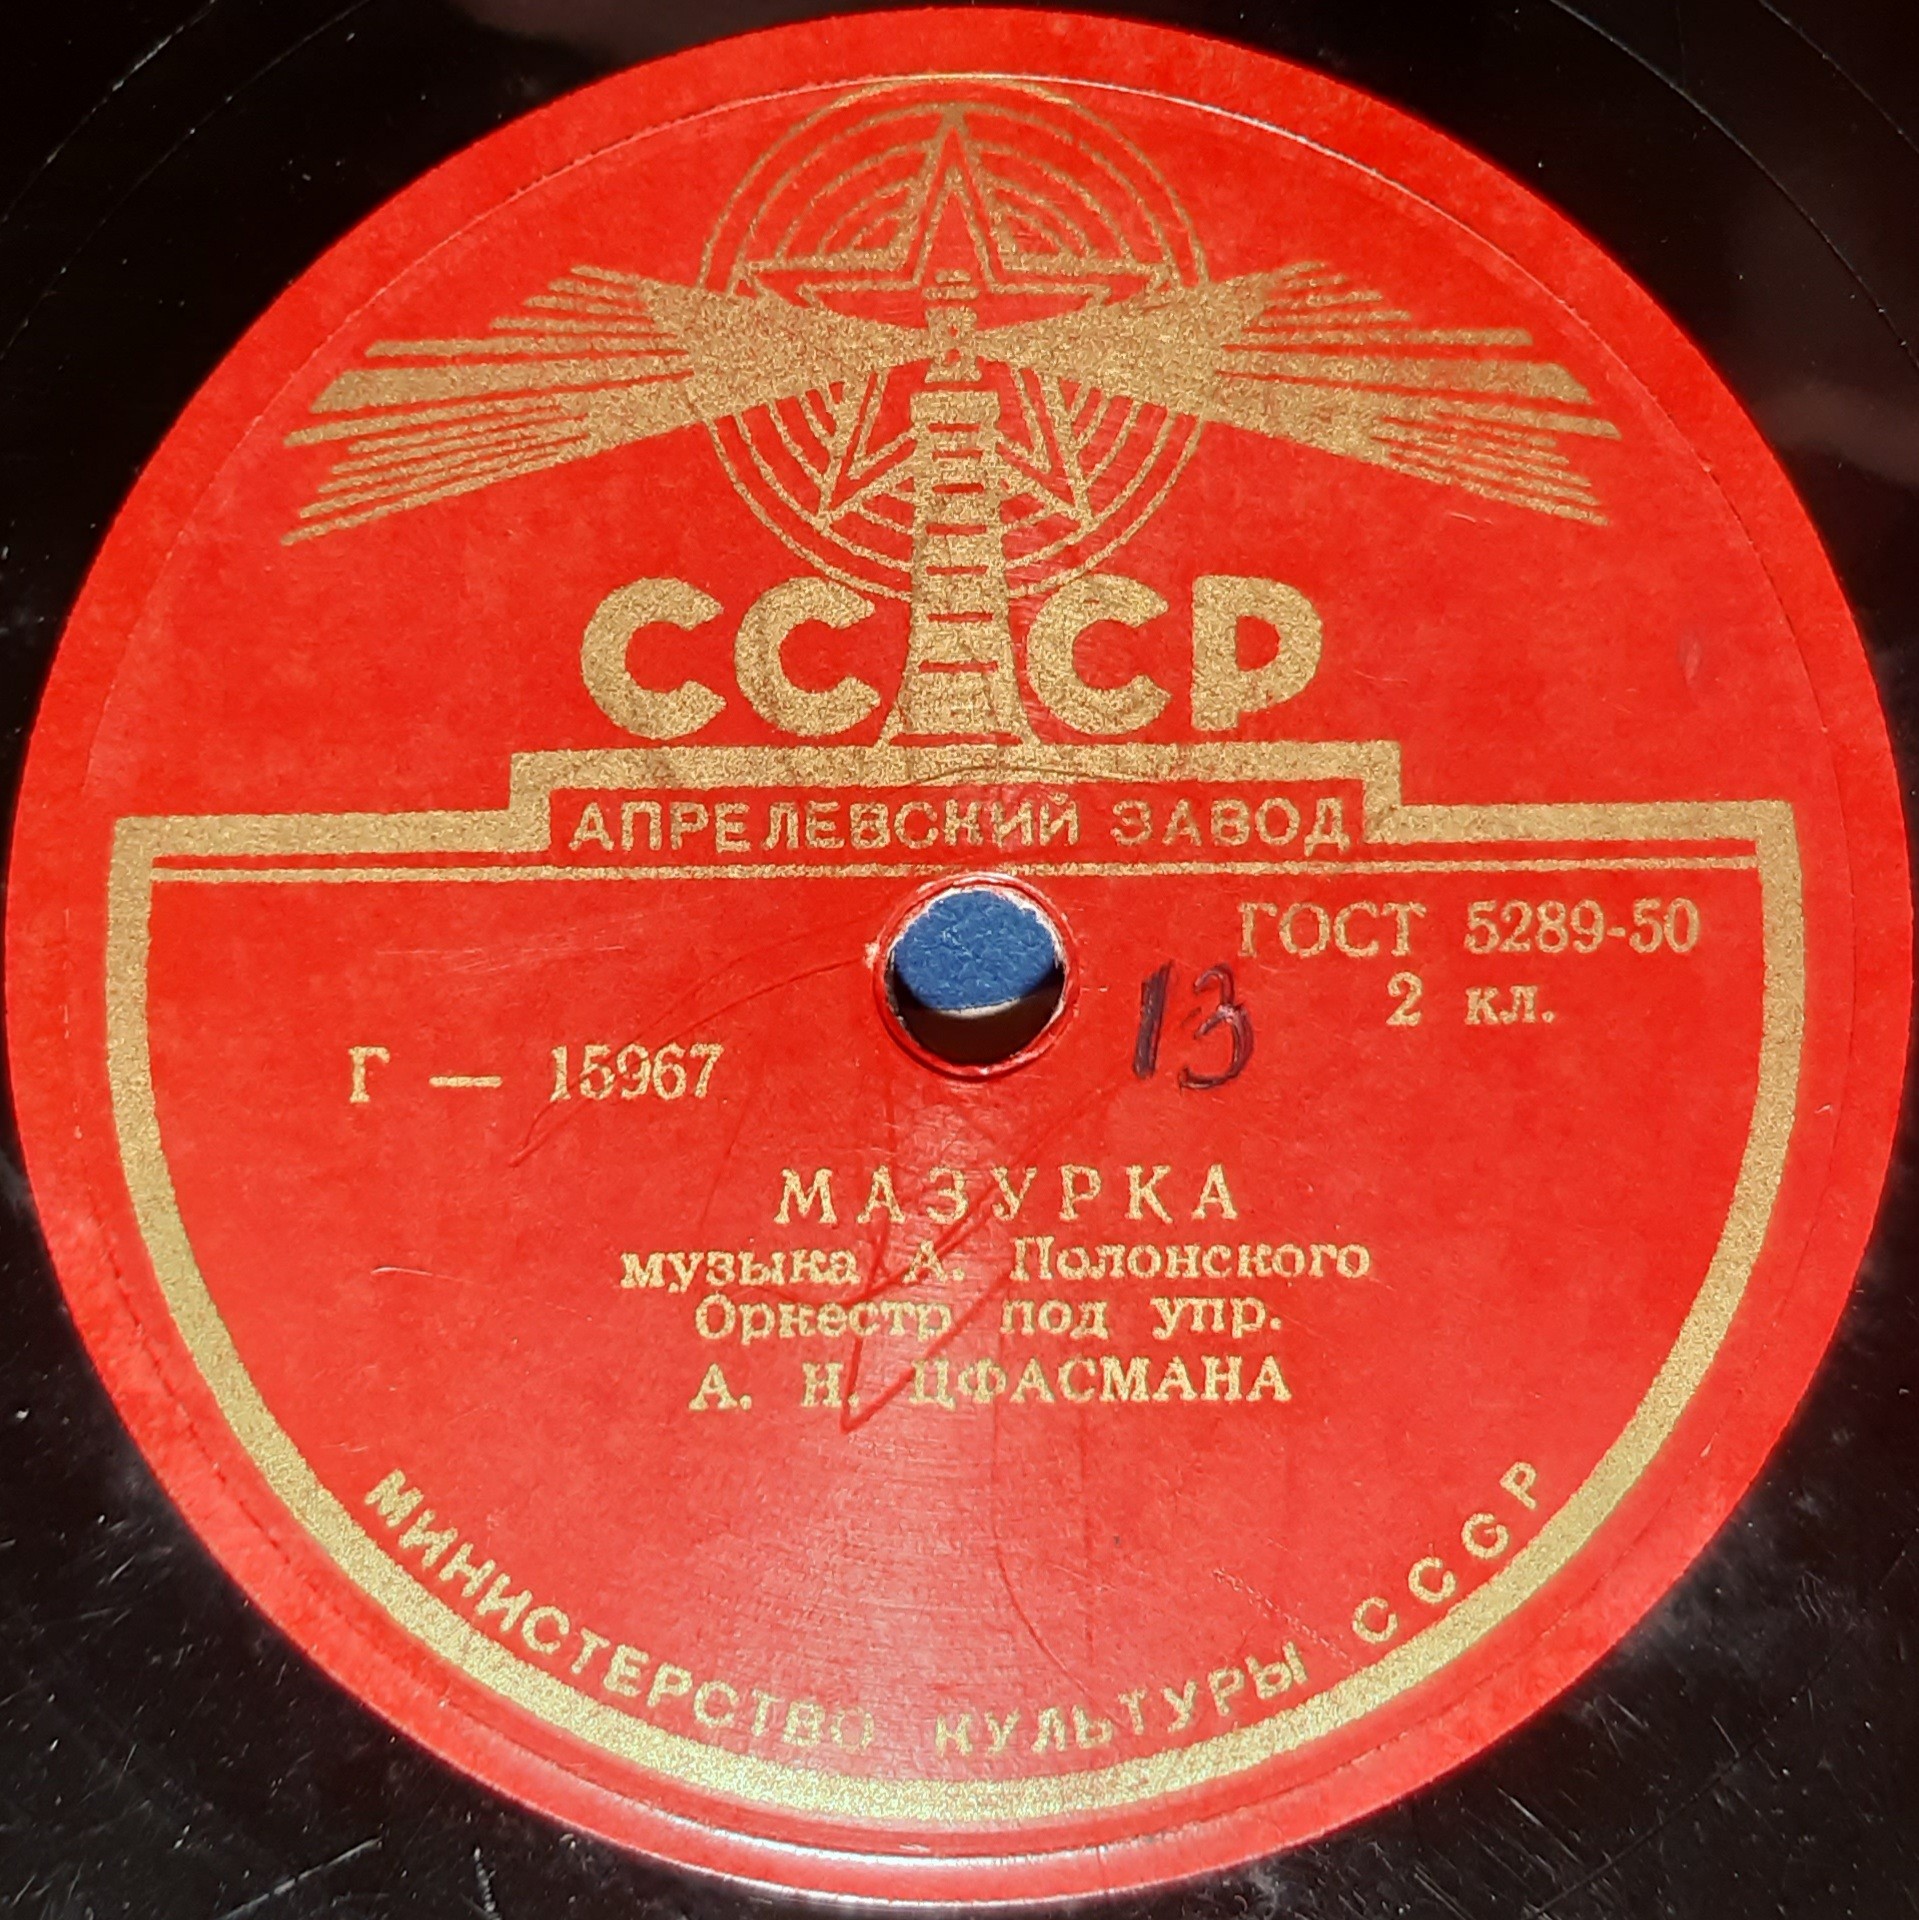 СССР
АПРЕЛЕВСКИЙ ЗАВОД
ГОСТ 5289-50
2 кл.
13
Г — 15967
МАЗУРКА
музыка А. Полонского
Оркестр под упр.
А. Н. ЦФАСМАНА
МИНИСТЕРСТВО КУЛЬТУРЫ СССР